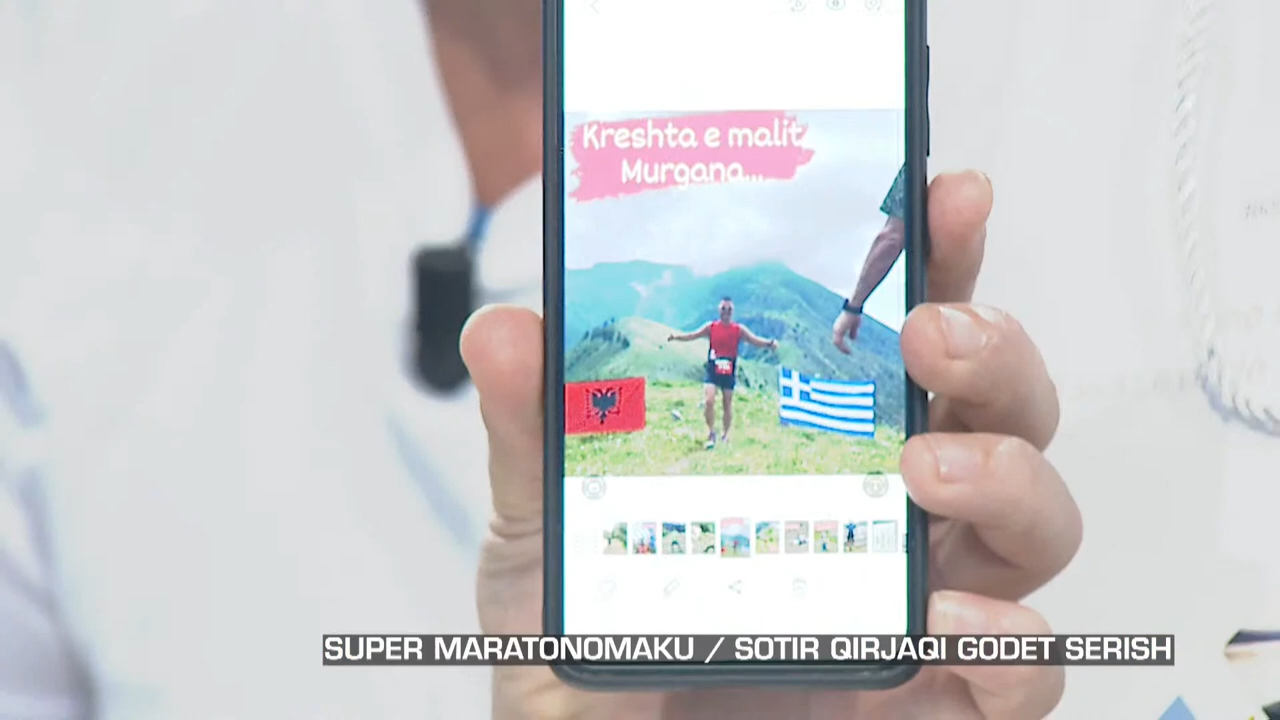 Kreshta e malit
Murgana...
SUPER MARATONOMAKU / SOTIR QIRJAQI GODET SERISH